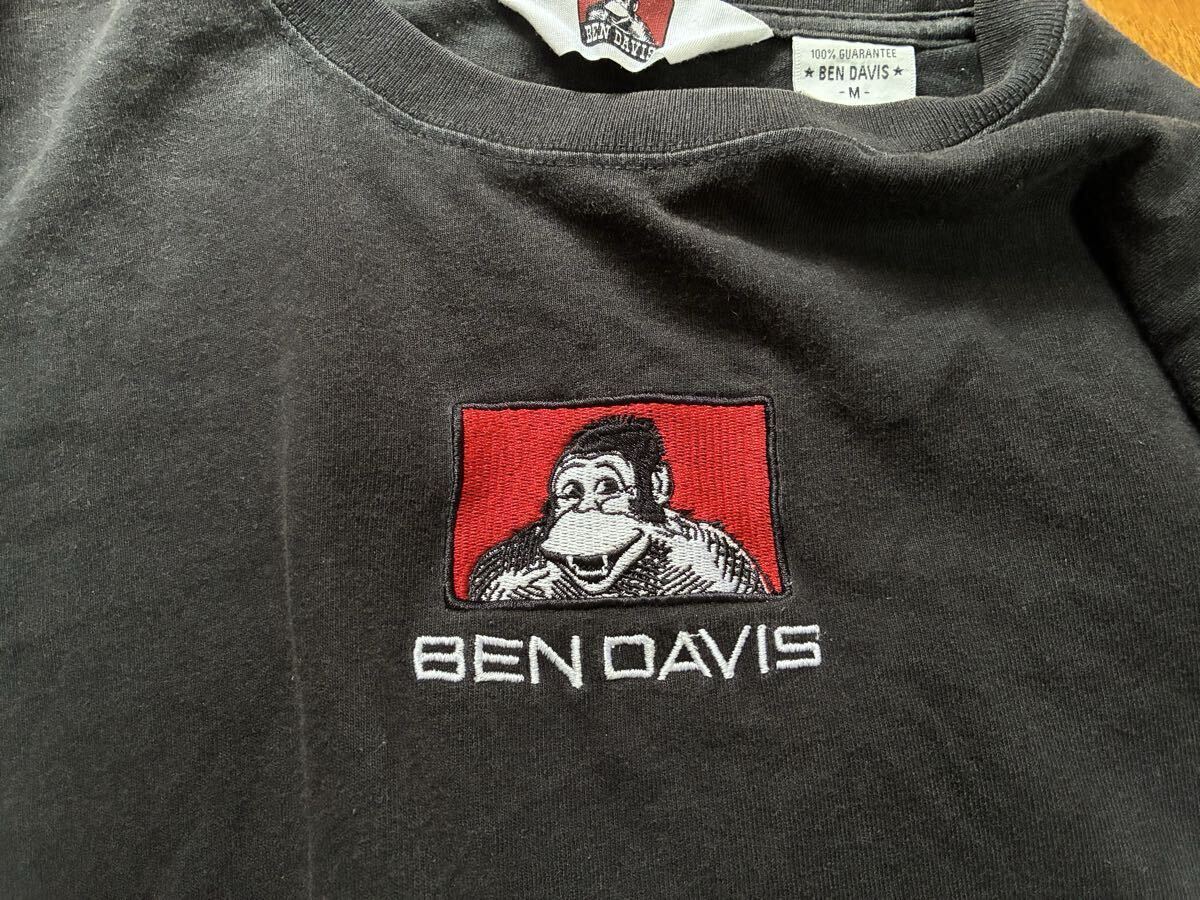 BEN DAVIS
100% GUARANTEE
★ BEN DAVIS ★
- M -
BEN DAVIS